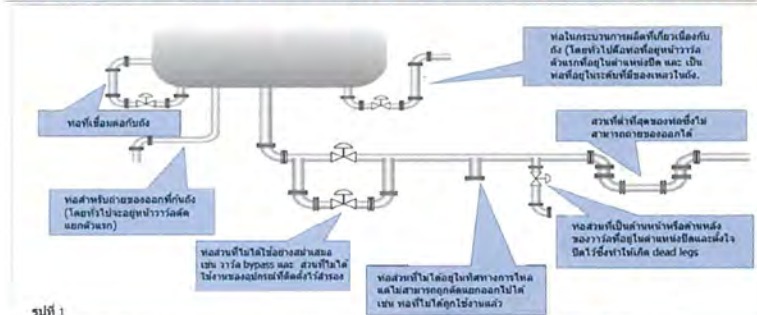 ท่อในกระบวนการผลิตที่เกี่ยวเนื่องกับ
ถัง (โดยทั่วไปคือท่อที่อยู่หน้าวาล์ว
ตัวแรกที่อยู่ในตำแหน่งปิด และ เป็น
ท่อที่อยู่ในระดับที่มีของเหลวในถัง.
ท่อที่เชื่อมต่อกับถัง
ส่วนที่ต่ำที่สุดของท่อซึ่งไม่
สามารถถ่ายของออกได้
ท่อสำหรับถ่ายของออกที่ก้นถัง
(โดยทั่วไปจะอยู่หน้าวาล์วตัด
แยกตัวแรก)
ท่อส่วนที่ไม่ได้ใช้อย่างสม่ำเสมอ
เช่น วาล์ว bypass และ ส่วนที่ไม่ได้
ใช้งานของอุปกรณ์ที่ติดตั้งไว้สำรอง
ท่อส่วนที่ไม่ได้อยู่ในทิศทางการไหล
แต่ไม่สามารถถูกตัดแยกออกไปได้
เช่น ท่อที่ไม่ได้ถูกใช้งานแล้ว
ท่อส่วนที่เป็นด้านหน้าหรือด้านหลัง
ของวาล์วที่อยู่ในตำแหน่งปิดและตั้งใจ
ปิดไว้ซึ่งทำให้เกิด dead legs
รูปที่ 1